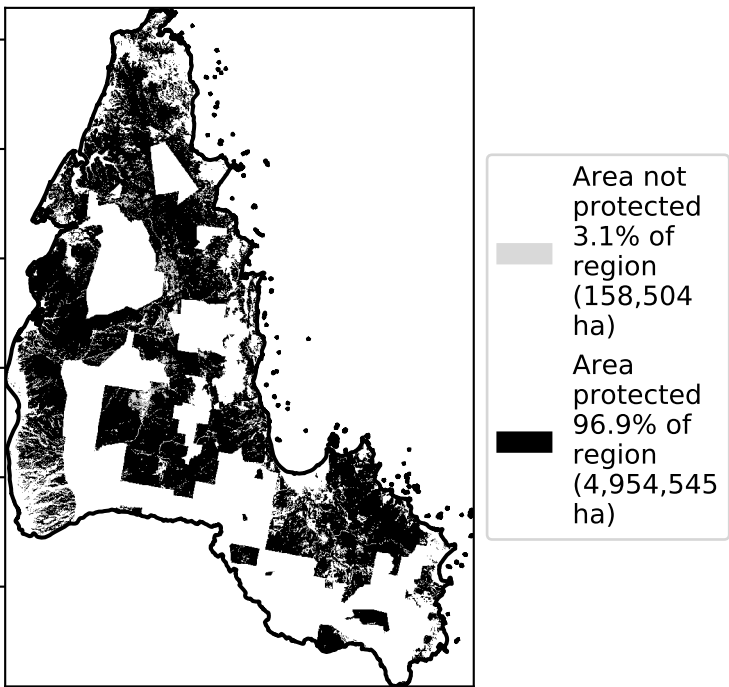 Area not
protected
3.1% of
region
(158,504
ha)
Area
protected
96.9% of
region
(4,954,545
ha)